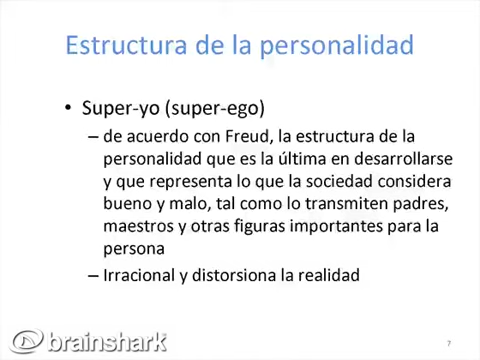 Estructura de la personalidad
• Super-yo (super-ego)
– de acuerdo con Freud, la estructura de la
personalidad que es la última en desarrollarse
y que representa lo que la sociedad considera
bueno y malo, tal como lo transmiten padres,
maestros y otras figuras importantes para la
persona
– Irracional y distorsiona la realidad
brainshark
7